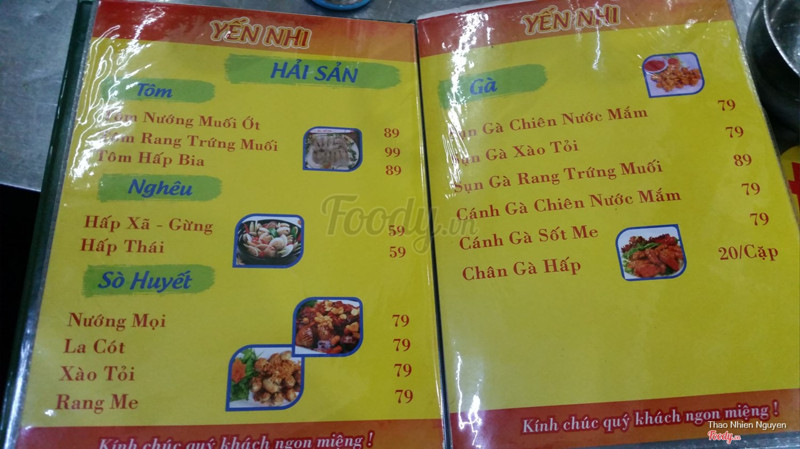 YẾN NHI
HẢI SẢN
Tôm
Tôm Nướng Muối Ớt 89
Tôm Rang Trứng Muối 99
Tôm Hấp Bia 89
Nghêu
Hấp Xã - Gừng 59
Hấp Thái 59
Sò Huyết
Nướng Mọi 79
La Cót 79
Xào Tỏi 79
Rang Me 79
Kính chúc quý khách ngon miệng !
YẾN NHI
Gà
Sụn Gà Chiên Nước Mắm 79
Sụn Gà Xào Tỏi 79
Sụn Gà Rang Trứng Muối 89
Cánh Gà Chiên Nước Mắm 79
Cánh Gà Sốt Me 79
Chân Gà Hấp 20/Cặp
Kính chúc quý khách ngon miệng !
Foody.vn
Thao Nhien Nguyen
Foody.vn